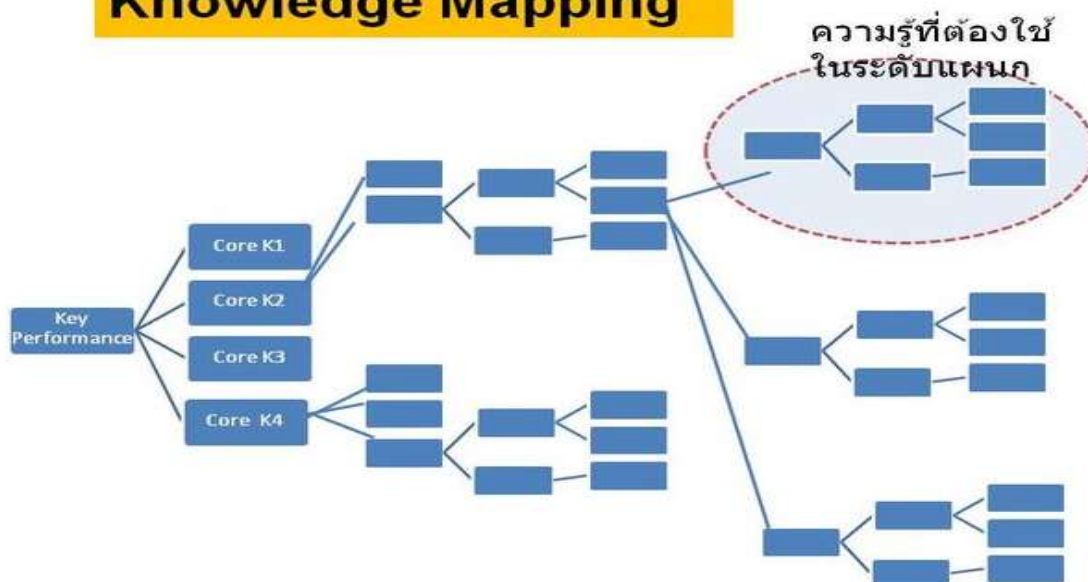 Knowledge Mapping
ความรู้ที่ต้องใช้
ในระดับแผนก
Core K1
Core K2
Key
Performance
Core K3
Core K4